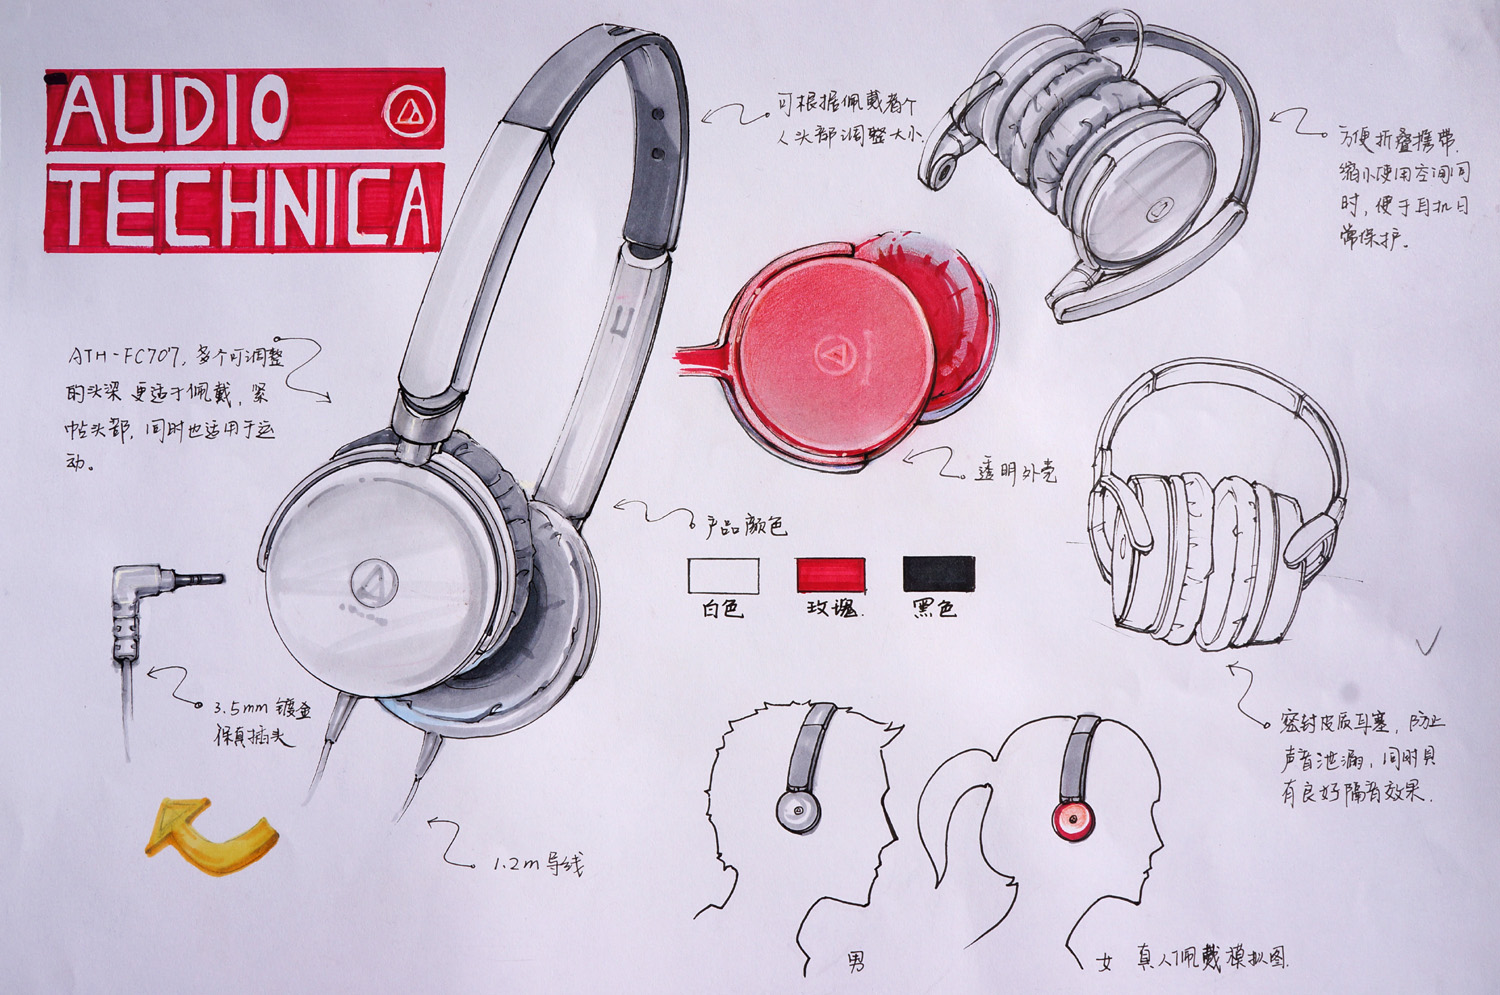 AUDIO
TECHNICA
可根据佩戴者个
人头部调整大小.
方便折叠携带.
缩小使用空间同
时,便于耳机日
常保护.
ATH-FC707,多个可调整
的头梁更适于佩戴,紧
帖头部,同时也适用于运
动。
透明外壳
产品颜色
白色
玫瑰.
黑色
3.5mm 镀金
保真插头
1.2m 导线
密封皮质耳塞,防止
声音泄漏,同时具
有良好隔音效果.
男
女 真人佩戴模拟图.